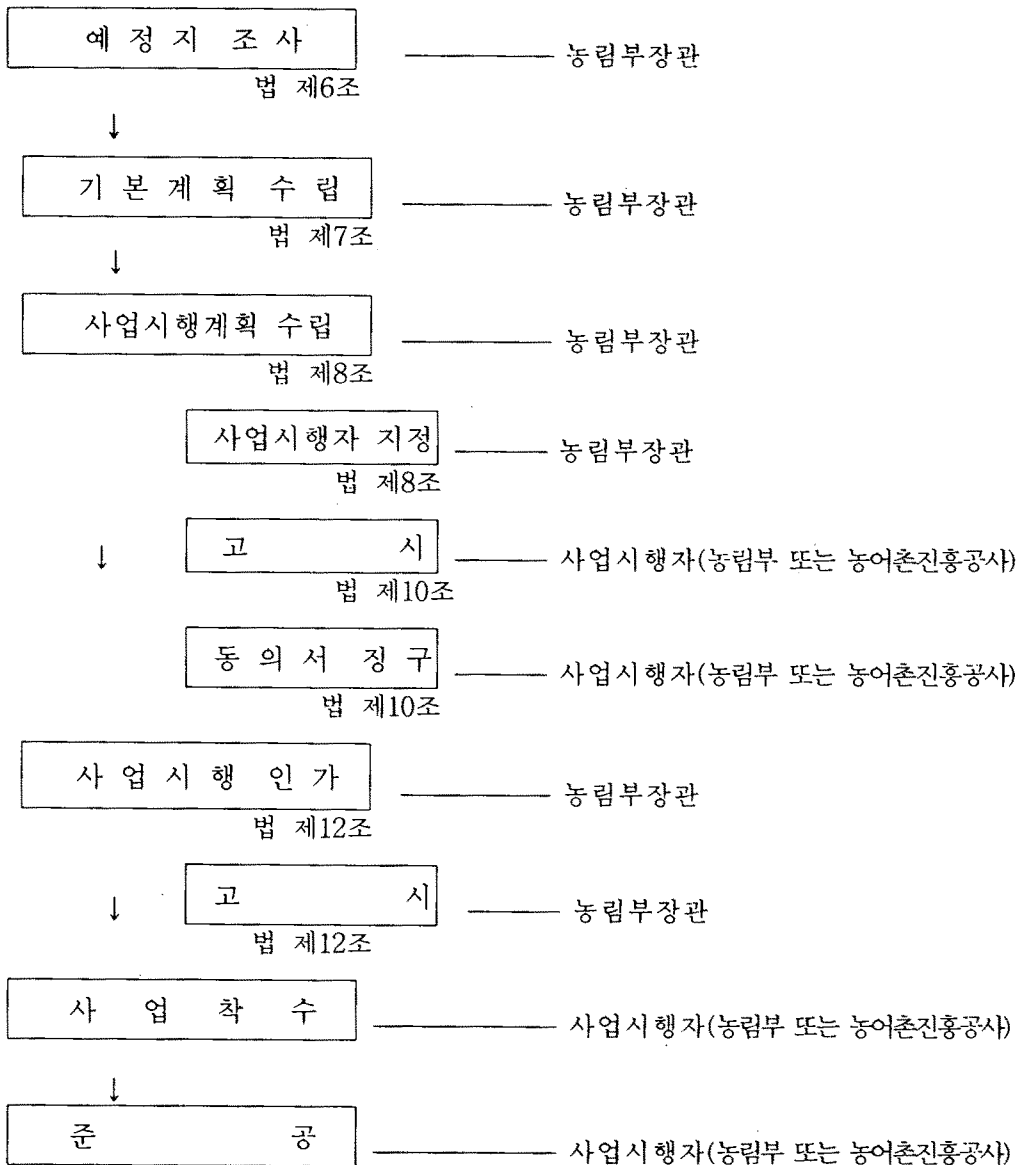 예 정 지 조 사 ──── 농림부장관
법 제6조
↓
기 본 계 획 수 립 ──── 농림부장관
법 제7조
↓
사업시행계획 수립 ──── 농림부장관
법 제8조
사업시행자 지정 ──── 농림부장관
법 제8조
↓ 고 시 ──── 사업시행자(농림부 또는 농어촌진흥공사)
법 제10조
동 의 서 징 구 ──── 사업시행자(농림부 또는 농어촌진흥공사)
법 제10조
사 업 시 행 인 가 ──── 농림부장관
법 제12조
↓ 고 시 ──── 농림부장관
법 제12조
사 업 착 수 ──── 사업시행자(농림부 또는 농어촌진흥공사)
↓
준 공 ──── 사업시행자(농림부 또는 농어촌진흥공사)